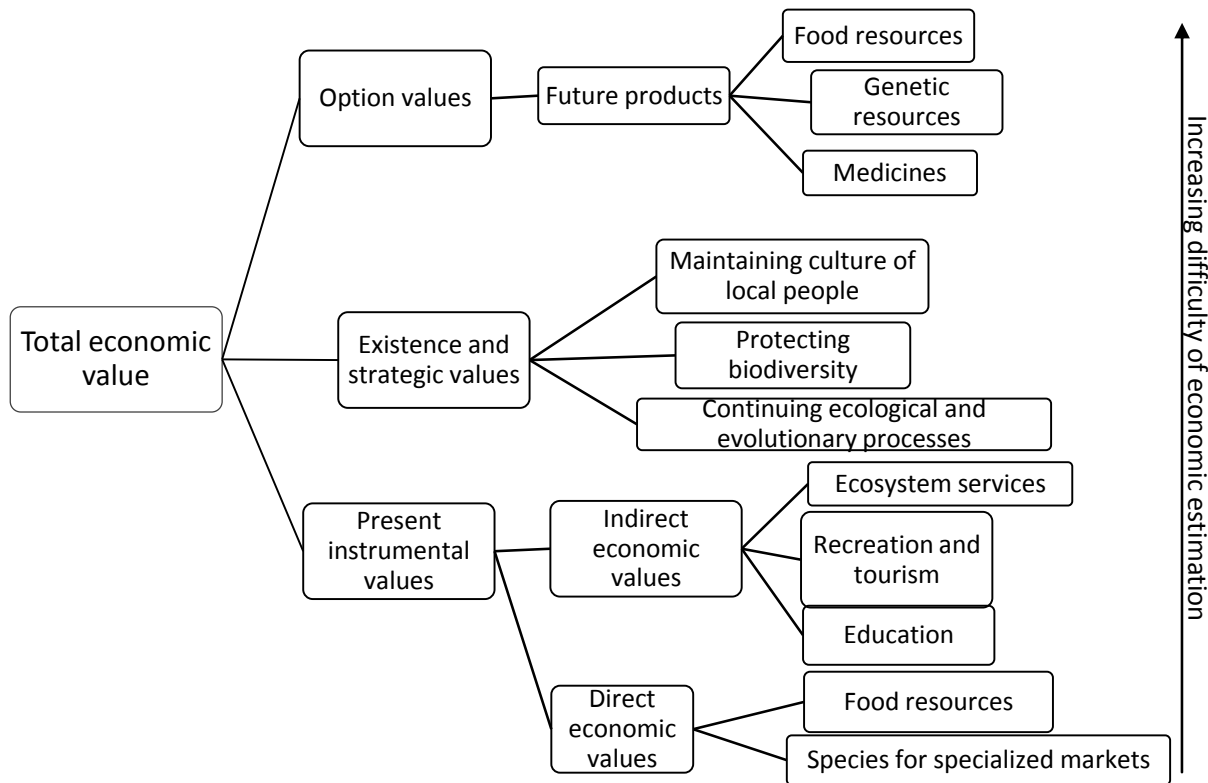 Total economic
value
Option values
Future products
Food resources
Genetic
resources
Medicines
Existence and
strategic values
Maintaining culture of
local people
Protecting
biodiversity
Continuing ecological and
evolutionary processes
Present
instrumental
values
Indirect
economic
values
Ecosystem services
Recreation and
tourism
Education
Direct
economic
values
Food resources
Species for specialized markets
Increasing difficulty of economic estimation